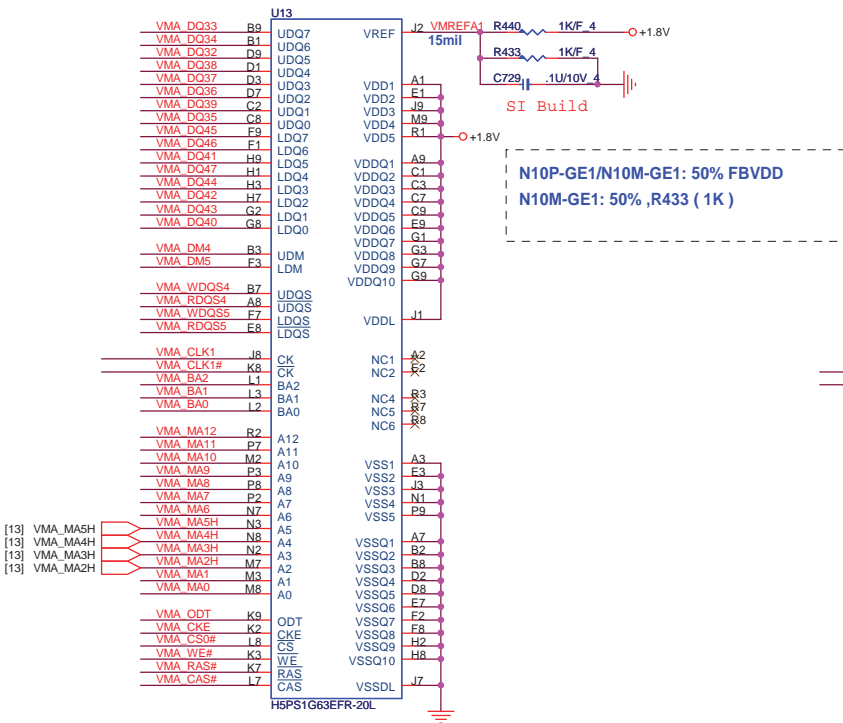 U13
VMA_DQ33 B9 UDQ7 VREF J2 VMREFA1 R440 1K/F_4 +1.8V
VMA_DQ34 B1 UDQ6 15mil
VMA_DQ32 D9 UDQ5 R433 1K/F_4
VMA_DQ38 D1 UDQ4
VMA_DQ37 D3 UDQ3 VDD1 A1 C729 .1U/10V_4
VMA_DQ36 D7 UDQ2 VDD2 E1
VMA_DQ39 C2 UDQ1 VDD3 J9 SI Build
VMA_DQ35 C8 UDQ0 VDD4 M9
VMA_DQ45 F9 LDQ7 VDD5 R1 +1.8V
VMA_DQ46 F1 LDQ6
VMA_DQ41 H9 LDQ5 VDDQ1 A9
VMA_DQ47 H1 LDQ4 VDDQ2 C1
VMA_DQ44 H3 LDQ3 VDDQ3 C3
VMA_DQ42 H7 LDQ2 VDDQ4 C7
VMA_DQ43 G2 LDQ1 VDDQ5 C9
VMA_DQ40 G8 LDQ0 VDDQ6 E9
VDDQ7 G1
VMA_DM4 B3 UDM VDDQ8 G3
VMA_DM5 F3 LDM VDDQ9 G7
VDDQ10 G9
N10P-GE1/N10M-GE1: 50% FBVDD
N10M-GE1: 50% ,R433 ( 1K )
VMA_WDQS4 B7 UDQS
VMA_RDQS4 A8 UDQS
VMA_WDQS5 F7 LDQS VDDL J1
VMA_RDQS5 E8 LDQS
VMA_CLK1 J8 CK NC1 A2
VMA_CLK1# K8 CK NC2 E2
VMA_BA2 L1 BA2
VMA_BA1 L3 BA1 NC4 R3
VMA_BA0 L2 BA0 NC5 R7
NC6 R8
VMA_MA12 R2 A12
VMA_MA11 P7 A11
VMA_MA10 M2 A10 VSS1 A3
VMA_MA9 P3 A9 VSS2 E3
VMA_MA8 P8 A8 VSS3 J3
VMA_MA7 P2 A7 VSS4 N1
VMA_MA6 N7 A6 VSS5 P9
[13] VMA_MA5H VMA_MA5H N3 A5
[13] VMA_MA4H VMA_MA4H N8 A4 VSSQ1 A7
[13] VMA_MA3H VMA_MA3H N2 A3 VSSQ2 B2
[13] VMA_MA2H VMA_MA2H M7 A2 VSSQ3 B8
VMA_MA1 M3 A1 VSSQ4 D2
VMA_MA0 M8 A0 VSSQ5 D8
VSSQ6 E7
VMA_ODT K9 ODT VSSQ7 F2
VMA_CKE K2 CKE VSSQ8 F8
VMA_CS0# L8 CS VSSQ9 H2
VMA_WE# K3 WE VSSQ10 H8
VMA_RAS# K7 RAS
VMA_CAS# L7 CAS VSSDL J7
H5PS1G63EFR-20L